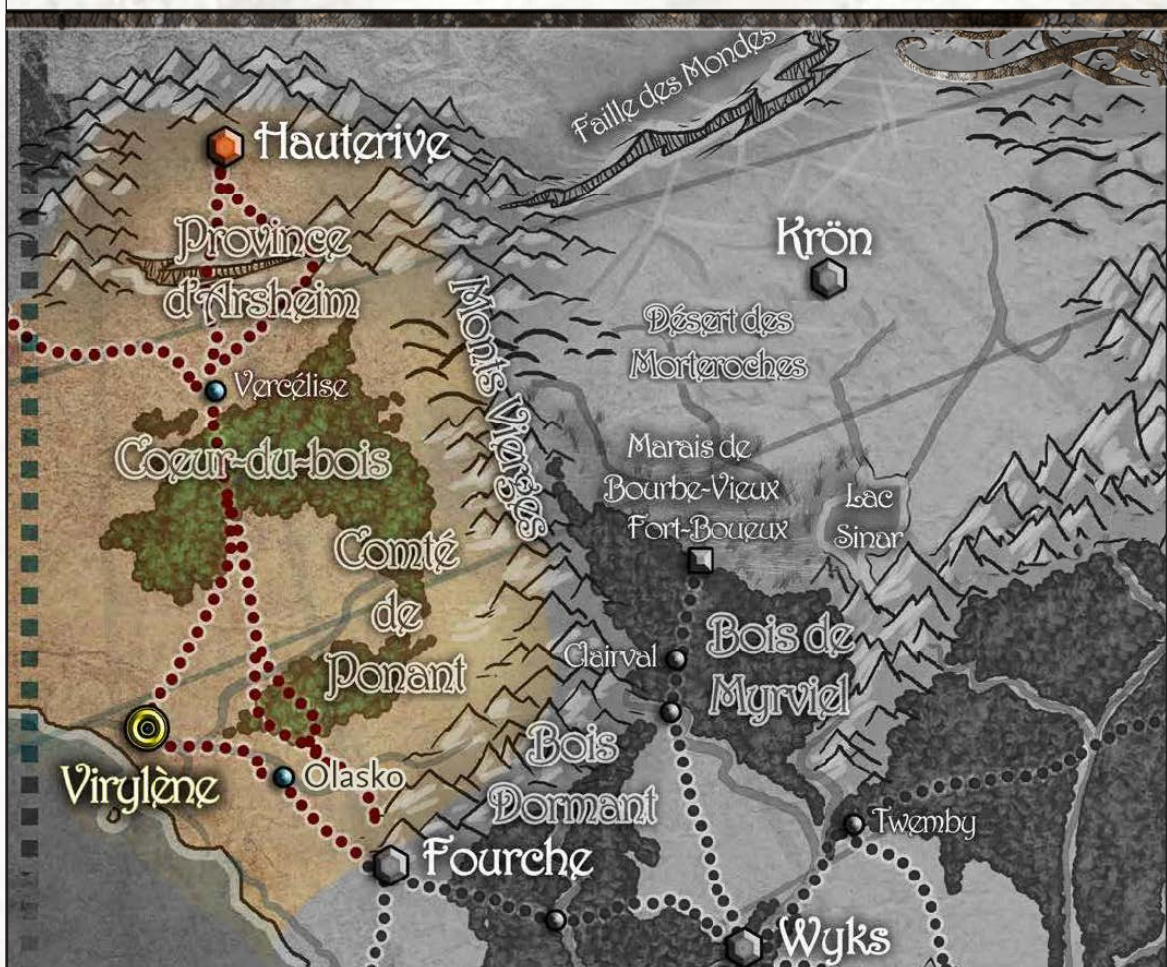 Faille des Mondes
Hauterive
Province
d'Arsheim
Krön
Désert des
Morteroches
Monts Vierges
Vercélise
Coeur-du-bois
Marais de
Bourbe-Vieux
Fort-Boueux
Lac
Sinar
Comté
de
Ponant
Clairval
Bois de
Myrviel
Bois
Dormant
Virylène
Olasko
Twemby
Fourche
Wyks